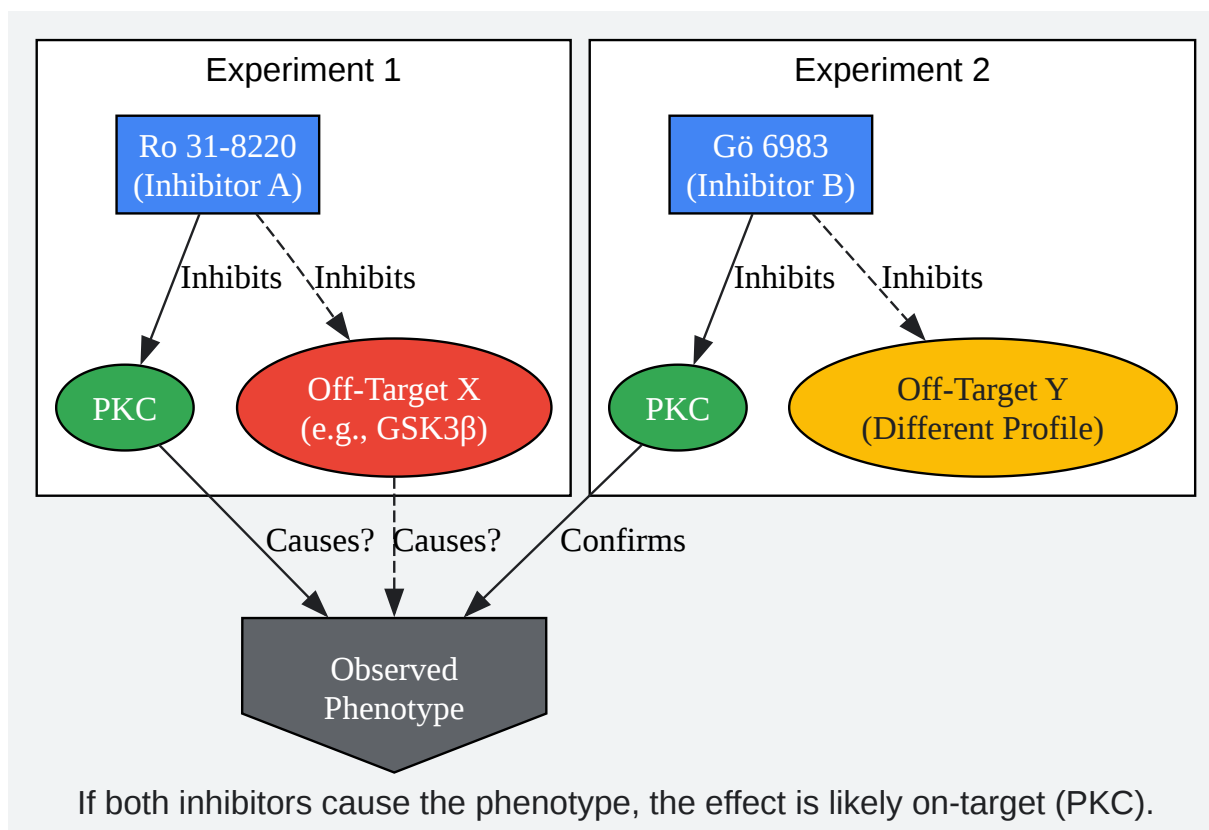 Experiment 1
Ro 31-8220
(Inhibitor A)
Inhibits
Inhibits
PKC
Off-Target X
(e.g., GSK3β)
Experiment 2
Gö 6983
(Inhibitor B)
Inhibits
Inhibits
PKC
Off-Target Y
(Different Profile)
Causes?
Causes?
Confirms
Observed
Phenotype
If both inhibitors cause the phenotype, the effect is likely on-target (PKC).